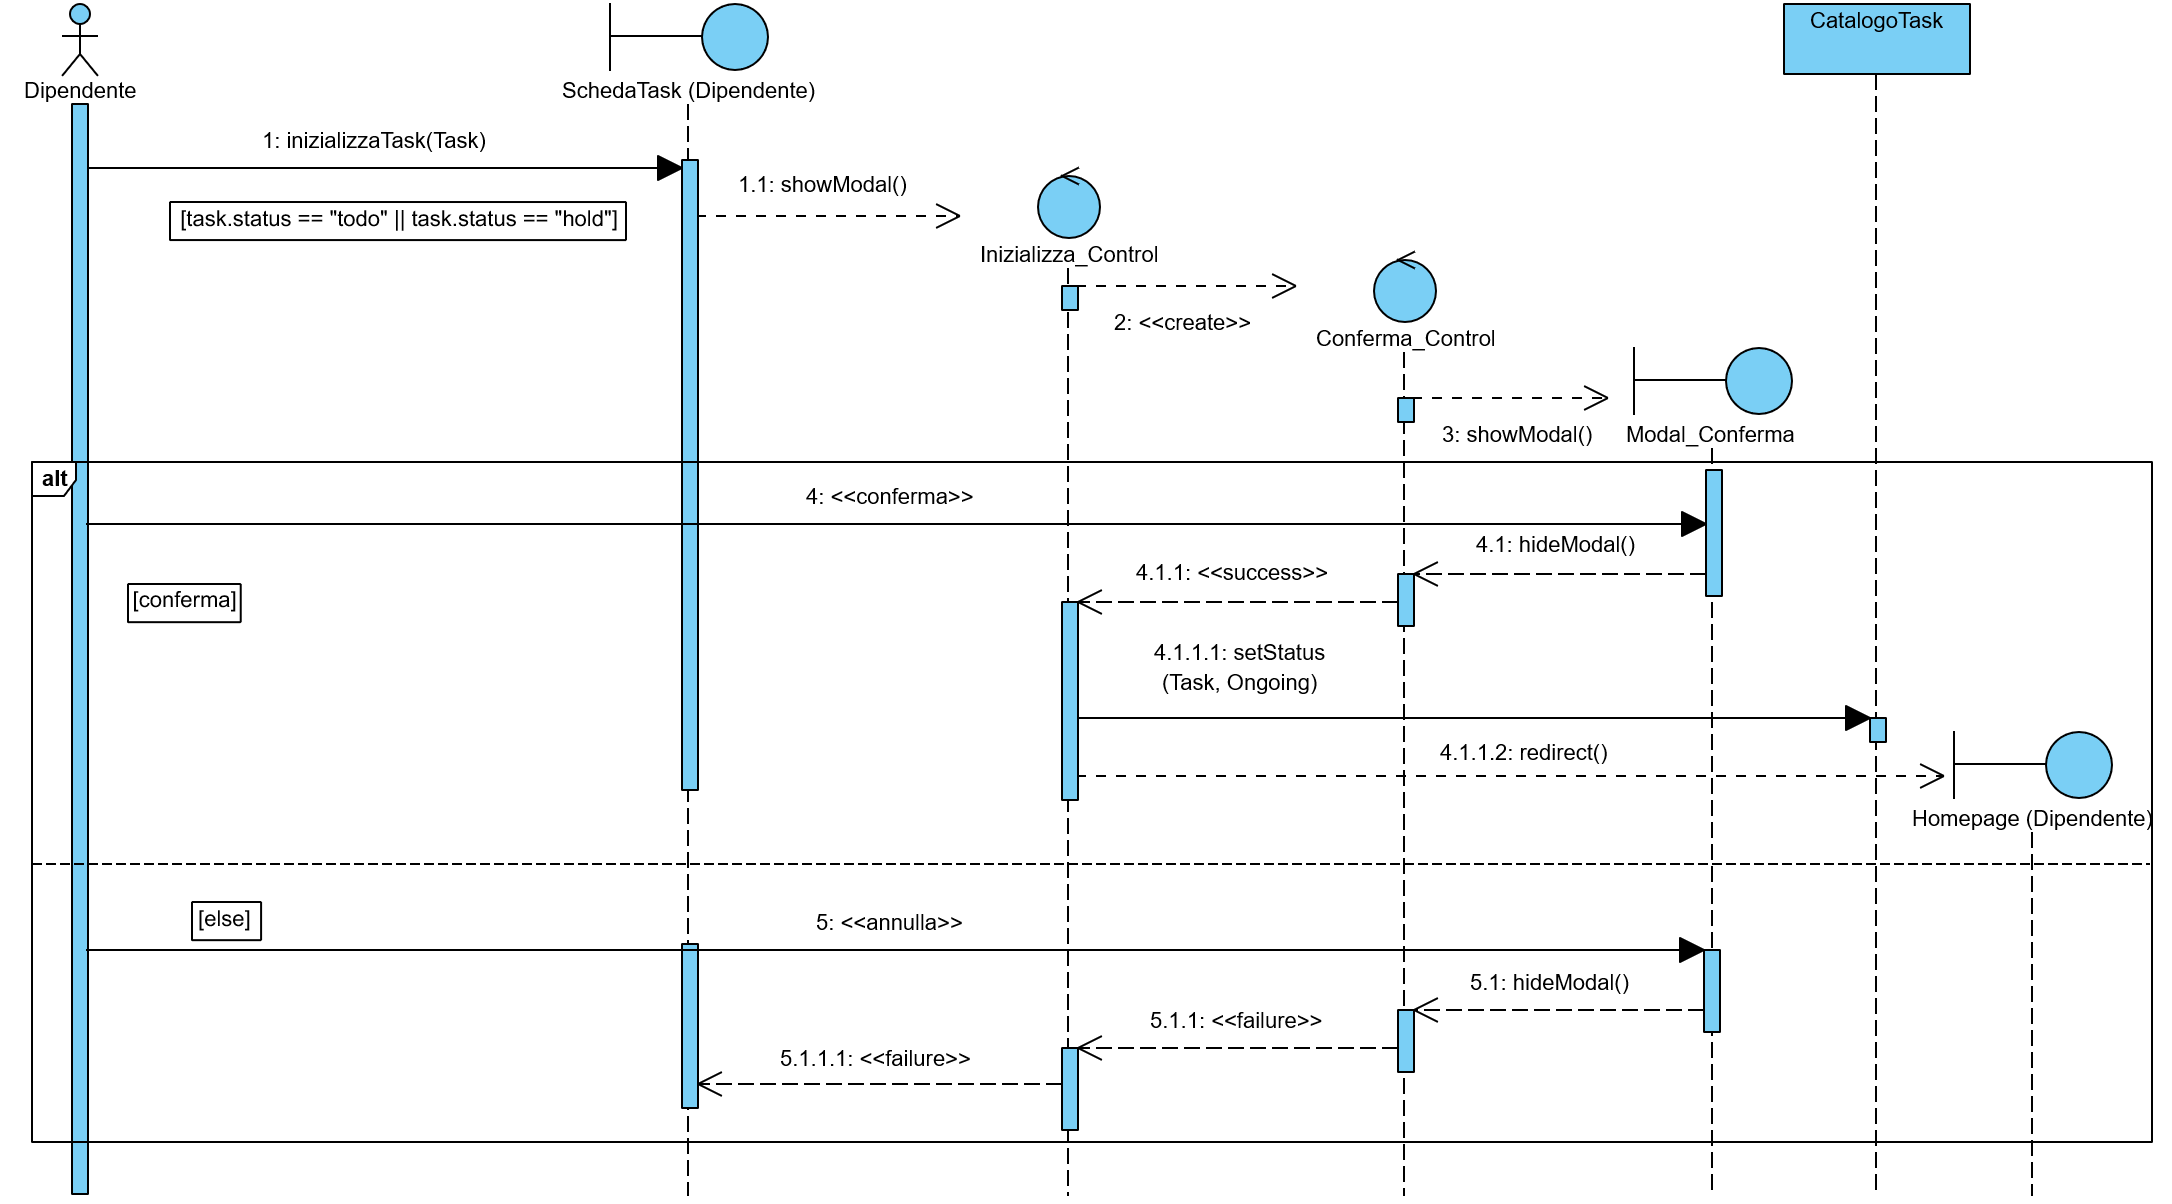 CatalogoTask
Dipendente
SchedaTask (Dipendente)
1: inizializzaTask(Task)
1.1: showModal()
[task.status == "todo" || task.status == "hold"]
Inizializza_Control
2: <<create>>
Conferma_Control
3: showModal()
Modal_Conferma
alt
4: <<conferma>>
4.1: hideModal()
4.1.1: <<success>>
[conferma]
4.1.1.1: setStatus
(Task, Ongoing)
4.1.1.2: redirect()
Homepage (Dipendente)
[else]
5: <<annulla>>
5.1: hideModal()
5.1.1: <<failure>>
5.1.1.1: <<failure>>